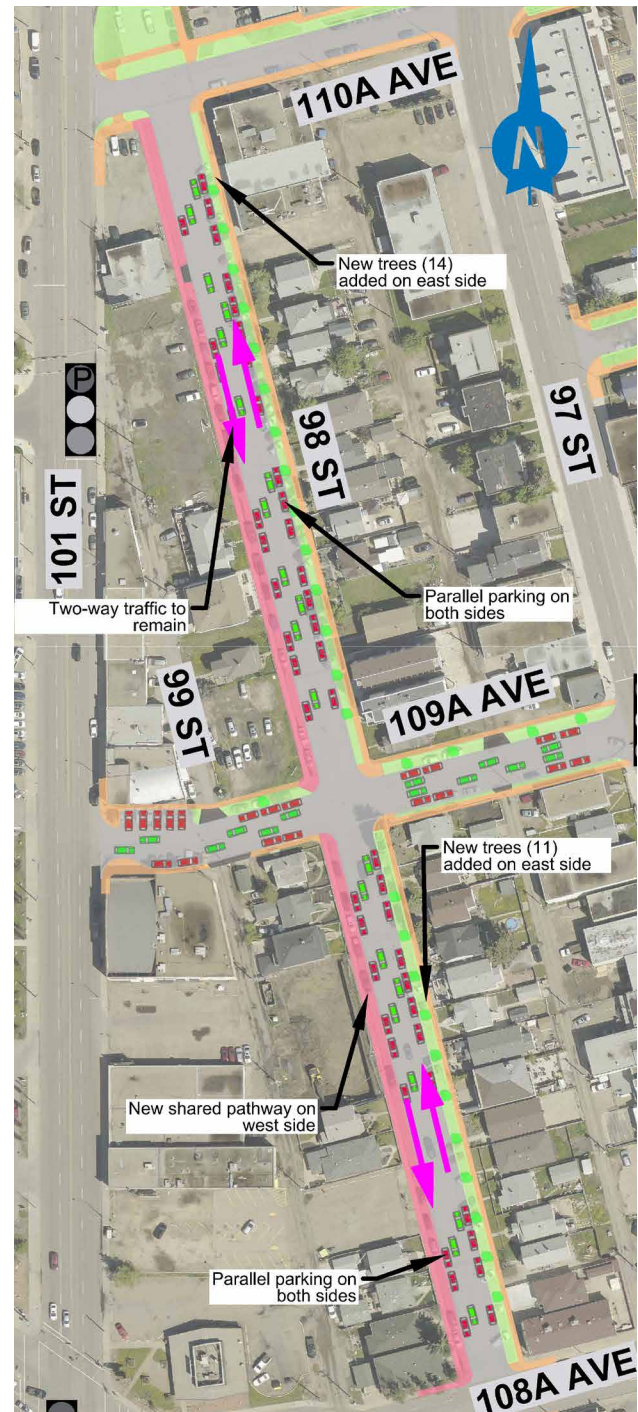 110A AVE
N
New trees (14)
added on east side
P
98 ST
97 ST
101 ST
Parallel parking on
both sides
Two-way traffic to
remain
99 ST
109A AVE
New trees (11)
added on east side
New shared pathway on
west side
Parallel parking on
both sides
108A AVE